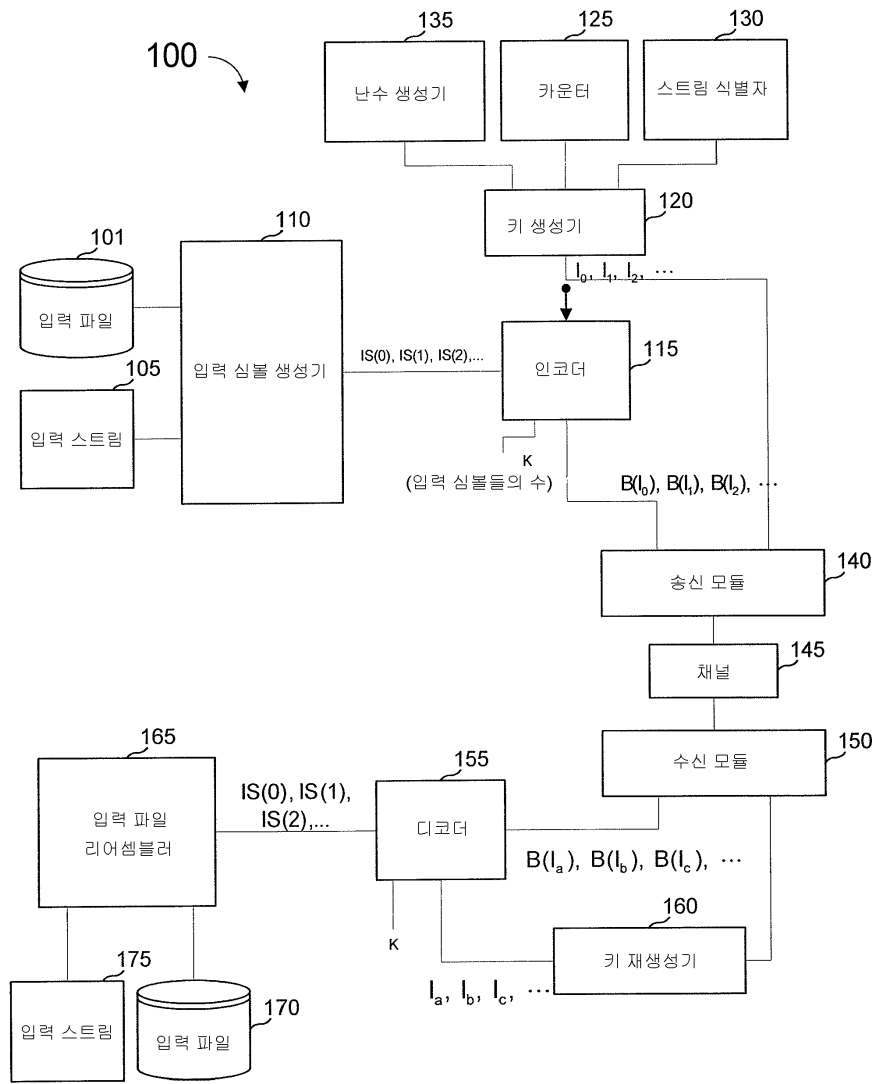 135
125
130
100
난수 생성기
카운터
스트림 식별자
120
키 생성기
110
101
입력 파일
I₀, I₁, I₂, ⋯
입력 심볼 생성기
IS(0), IS(1), IS(2),...
115
인코더
105
입력 스트림
K
(입력 심볼들의 수)
B(I₀), B(I₁), B(I₂), ⋯
140
송신 모듈
145
채널
150
수신 모듈
165
입력 파일
리어셈블러
IS(0), IS(1),
IS(2),...
155
디코더
B(Iₐ), B(I_b), B(I_c), ⋯
K
160
키 재생성기
Iₐ, I_b, I_c, ⋯
175
입력 스트림
170
입력 파일